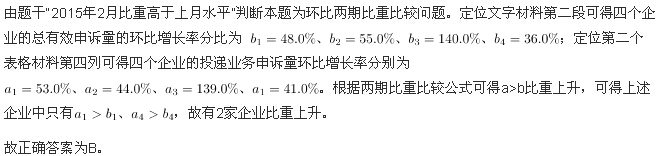 由题干“2015年2月比重高于上月水平”判断本题为环比两期比重比较问题。定位文字材料第二段可得四个企
业的总有效申诉量的环比增长率分比为 b₁ = 48.0%、b₂ = 55.0%、b₃ = 140.0%、b₄ = 36.0%；定位第二个
表格材料第四列可得四个企业的投递业务申诉量环比增长率分别为
a₁ = 53.0%、a₂ = 44.0%、a₃ = 139.0%、a₁ = 41.0%。根据两期比重比较公式可得a>b比重上升，可得上述
企业中只有a₁ > b₁、a₄ > b₄，故有2家企业比重上升。
故正确答案为B。